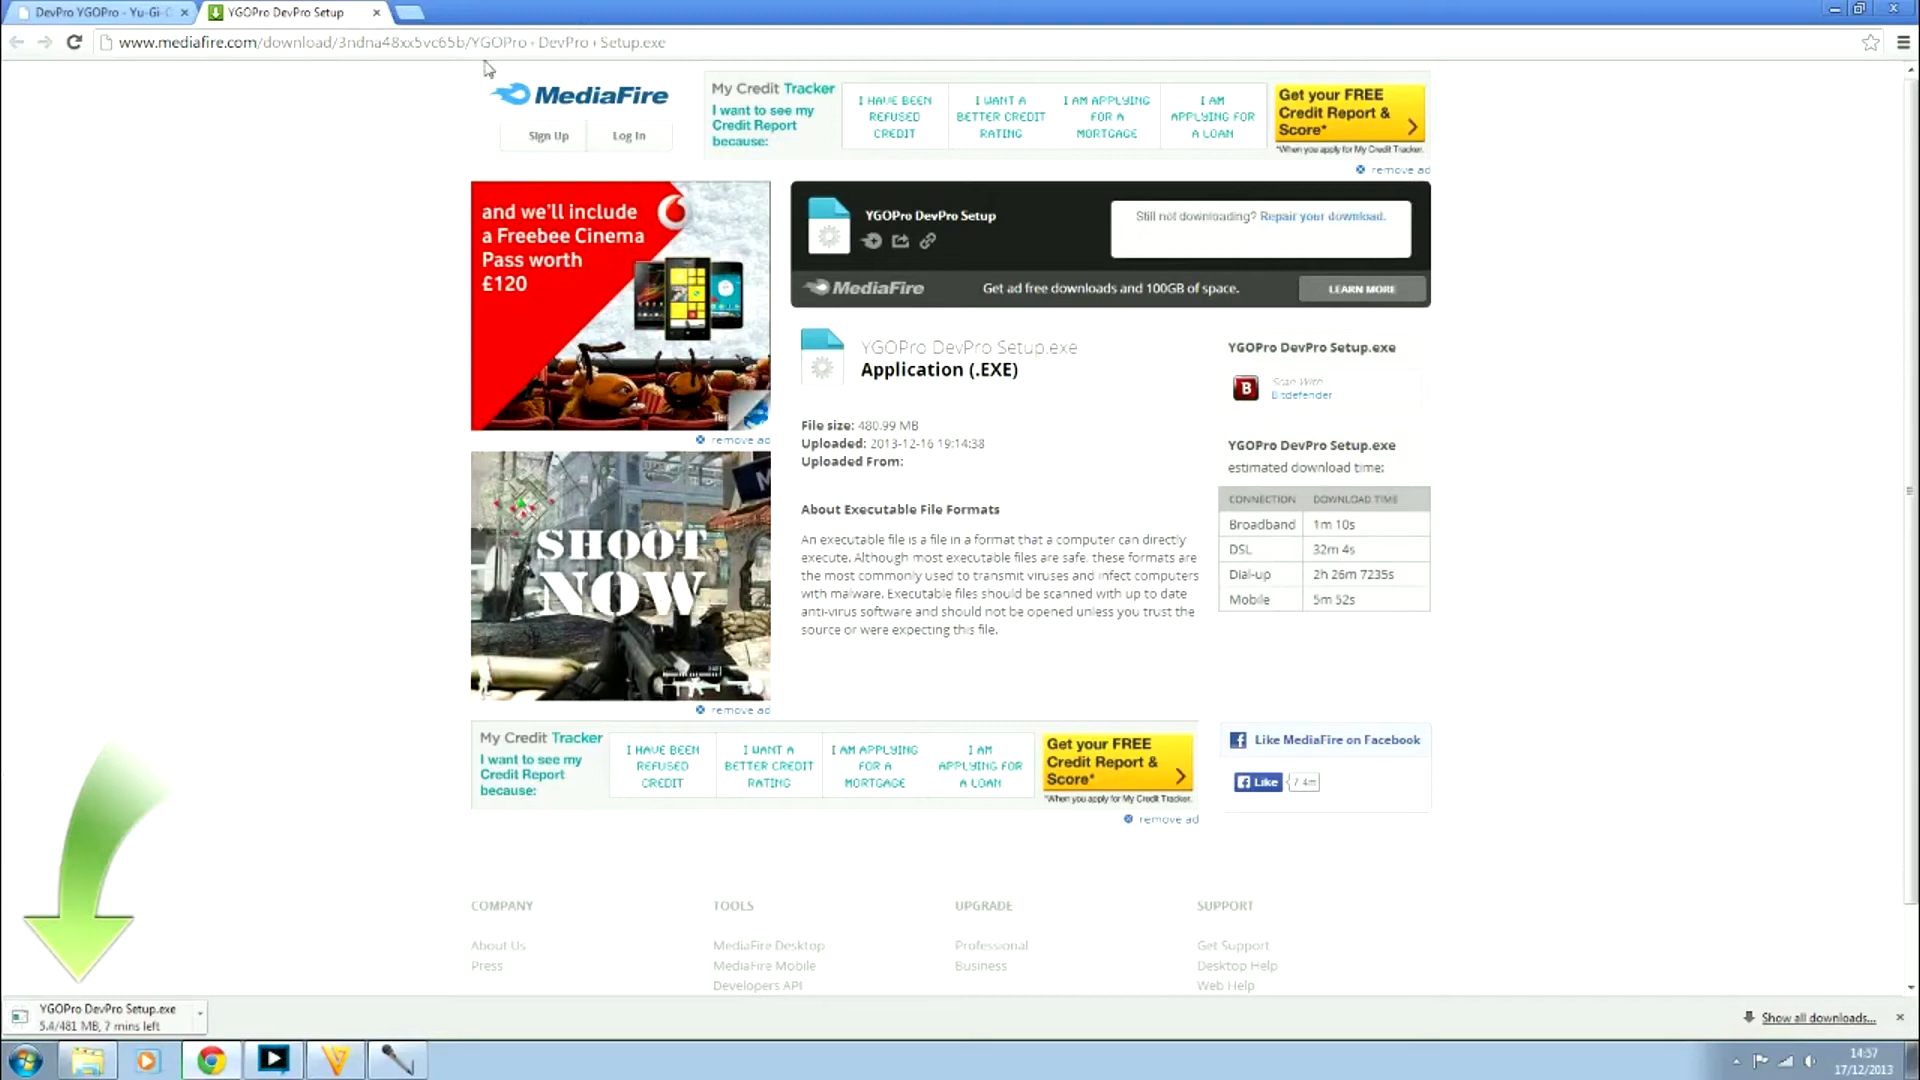 DevPro YGOPro - Yu-Gi-
YGOPro DevPro Setup
www.mediafire.com/download/3ndna48xx5vc65b/YGOPro+DevPro+Setup.exe
MediaFire
Sign Up
Log In
My Credit Tracker
I want to see my
Credit Report
because:
I HAVE BEEN
REFUSED
CREDIT
I WANT A
BETTER CREDIT
RATING
I AM APPLYING
FOR A
MORTGAGE
I AM
APPLYING FOR
A LOAN
Get your FREE
Credit Report &
Score*
*When you apply for My Credit Tracker.
remove ad
and we'll include
a Freebee Cinema
Pass worth
£120
remove ad
YGOPro DevPro Setup
Still not downloading? Repair your download.
MediaFire
Get ad free downloads and 100GB of space.
LEARN MORE
YGOPro DevPro Setup.exe
Application (.EXE)
File size: 480.99 MB
Uploaded: 2013-12-16 19:14:38
Uploaded From:
About Executable File Formats
An executable file is a file in a format that a computer can directly
execute. Although most executable files are safe, these formats are
the most commonly used to transmit viruses and infect computers
with malware. Executable files should be scanned with up to date
anti-virus software and should not be opened unless you trust the
source or were expecting this file.
YGOPro DevPro Setup.exe
Scan With
Bitdefender
YGOPro DevPro Setup.exe
estimated download time:
CONNECTION DOWNLOAD TIME
Broadband 1m 10s
DSL 32m 4s
Dial-up 2h 26m 7235s
Mobile 5m 52s
SHOOT
NOW
remove ad
My Credit Tracker
I want to see my
Credit Report
because:
I HAVE BEEN
REFUSED
CREDIT
I WANT A
BETTER CREDIT
RATING
I AM APPLYING
FOR A
MORTGAGE
I AM
APPLYING FOR
A LOAN
Get your FREE
Credit Report &
Score*
*When you apply for My Credit Tracker.
remove ad
Like MediaFire on Facebook
Like
7.4m
COMPANY
About Us
Press
TOOLS
MediaFire Desktop
MediaFire Mobile
Developers API
UPGRADE
Professional
Business
SUPPORT
Get Support
Desktop Help
Web Help
YGOPro DevPro Setup.exe
5.4/481 MB, 7 mins left
Show all downloads...
14:57
17/12/2013